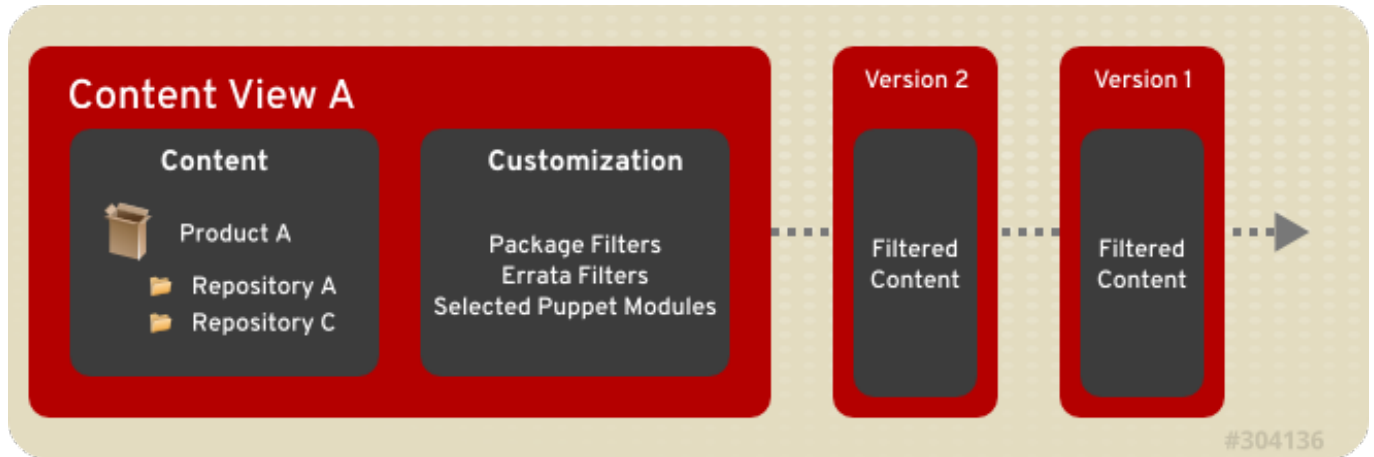 Content View A
Content
Product A
Repository A
Repository C
Customization
Package Filters
Errata Filters
Selected Puppet Modules
Version 2
Filtered
Content
Version 1
Filtered
Content
#304136